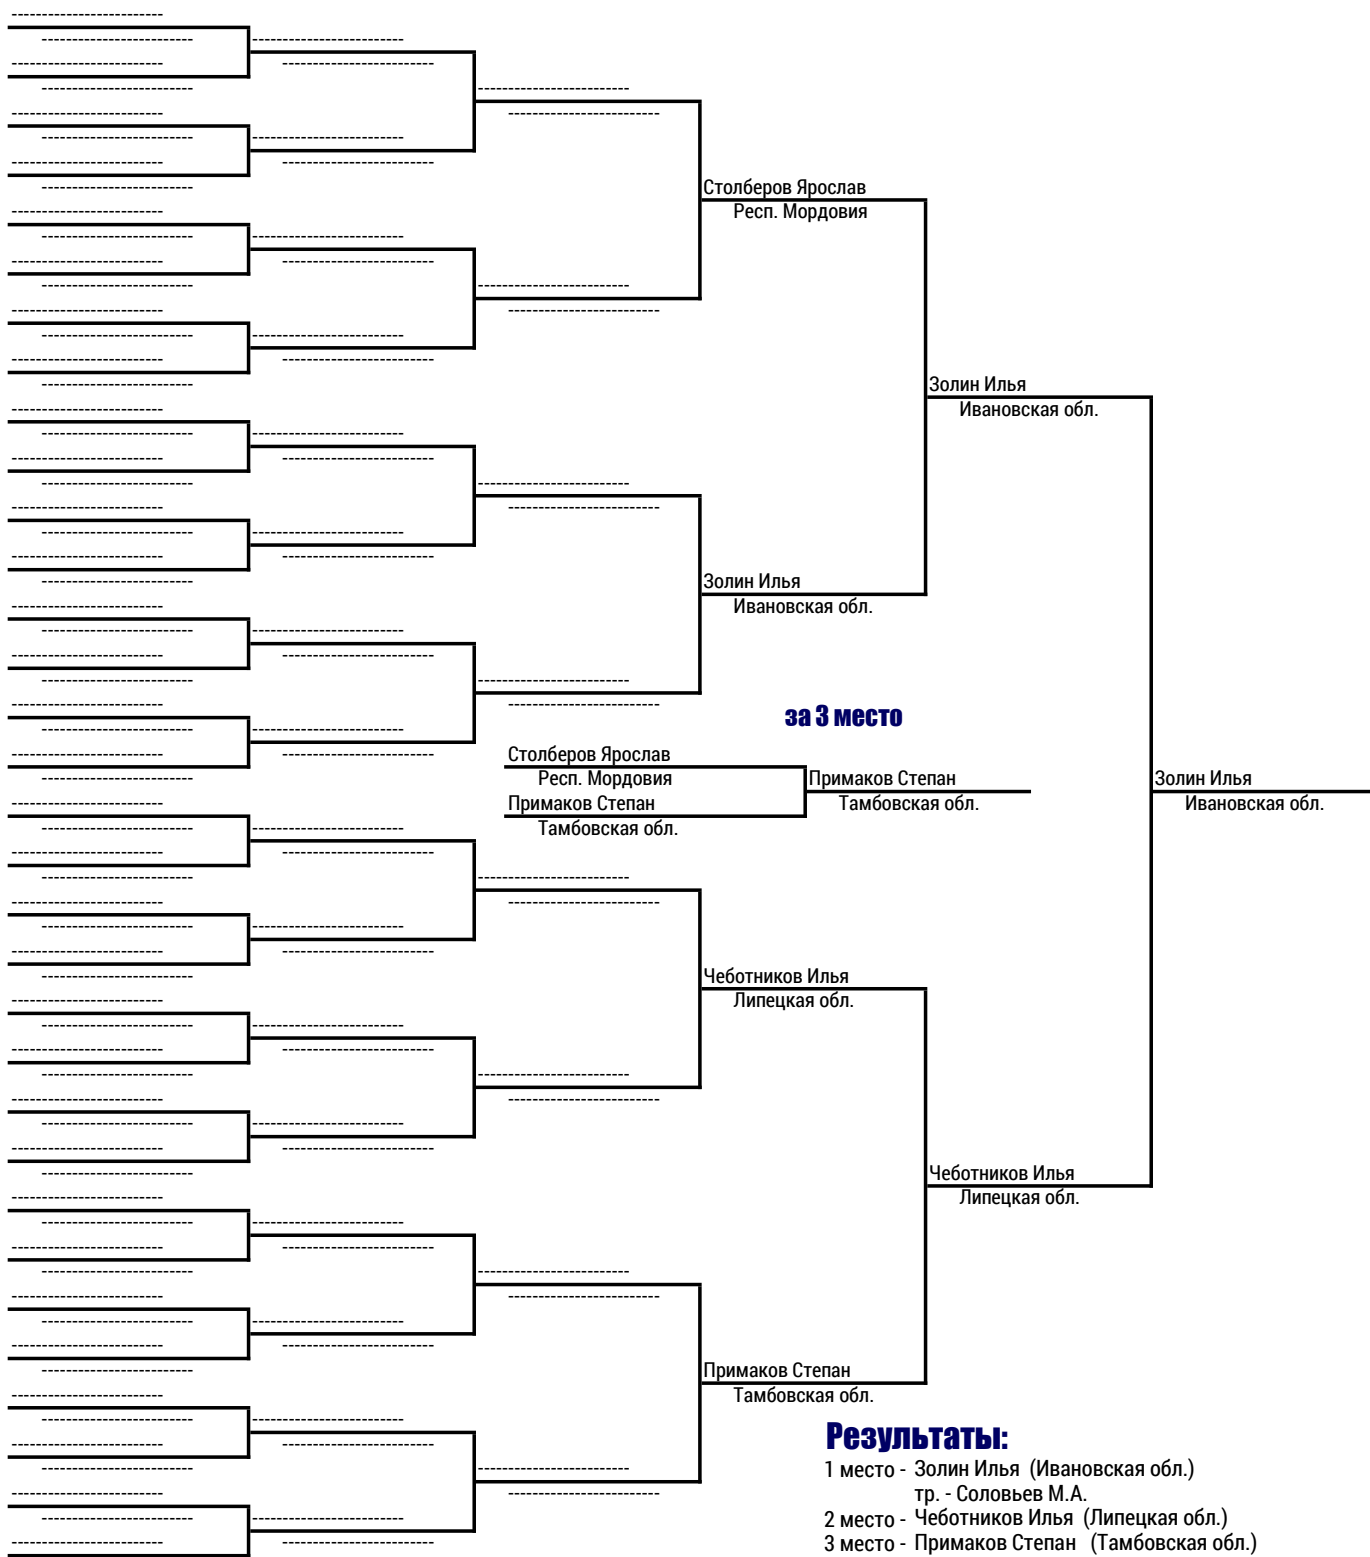 Столберов Ярослав
Респ. Мордовия
Золин Илья
Ивановская обл.
Золин Илья
Ивановская обл.
за 3 место
Столберов Ярослав
Респ. Мордовия
Примаков Степан
Тамбовская обл.
Примаков Степан
Тамбовская обл.
Золин Илья
Ивановская обл.
Чеботников Илья
Липецкая обл.
Чеботников Илья
Липецкая обл.
Примаков Степан
Тамбовская обл.
Результаты:
1 место - Золин Илья (Ивановская обл.)
тр. - Соловьев М.А.
2 место - Чеботников Илья (Липецкая обл.)
3 место - Примаков Степан (Тамбовская обл.)